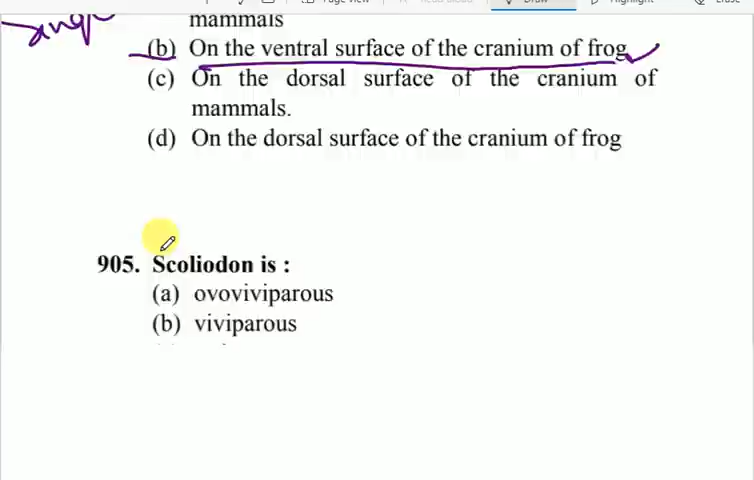 mammals
(b) On the ventral surface of the cranium of frog
(c) On the dorsal surface of the cranium of
mammals.
(d) On the dorsal surface of the cranium of frog
905. Scoliodon is :
(a) ovoviviparous
(b) viviparous